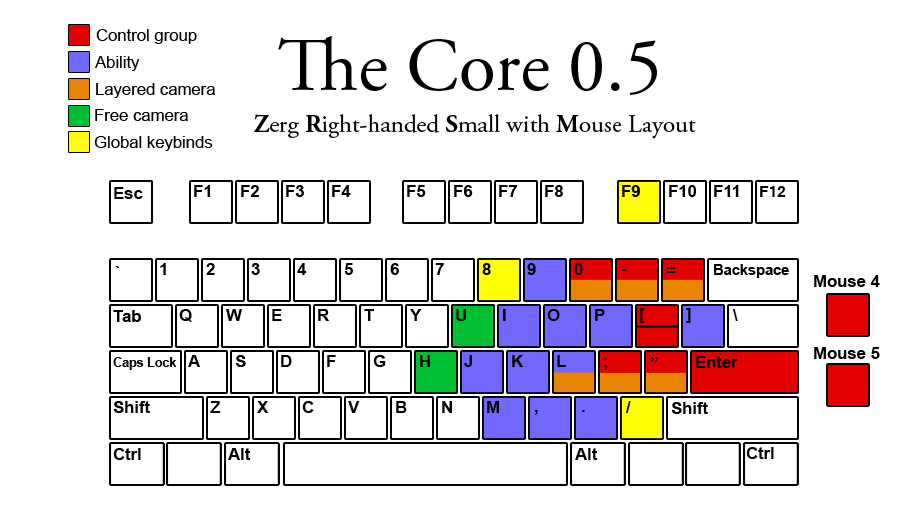 Control group
Ability
Layered camera
Free camera
Global keybinds
The Core 0.5
Zerg Right-handed Small with Mouse Layout
Esc F1 F2 F3 F4 F5 F6 F7 F8 F9 F10 F11 F12
` 1 2 3 4 5 6 7 8 9 0 - = Backspace
Tab Q W E R T Y U I O P [ ] \
Caps Lock A S D F G H J K L ; " Enter
Shift Z X C V B N M , . / Shift
Ctrl Alt Alt Ctrl
Mouse 4
Mouse 5